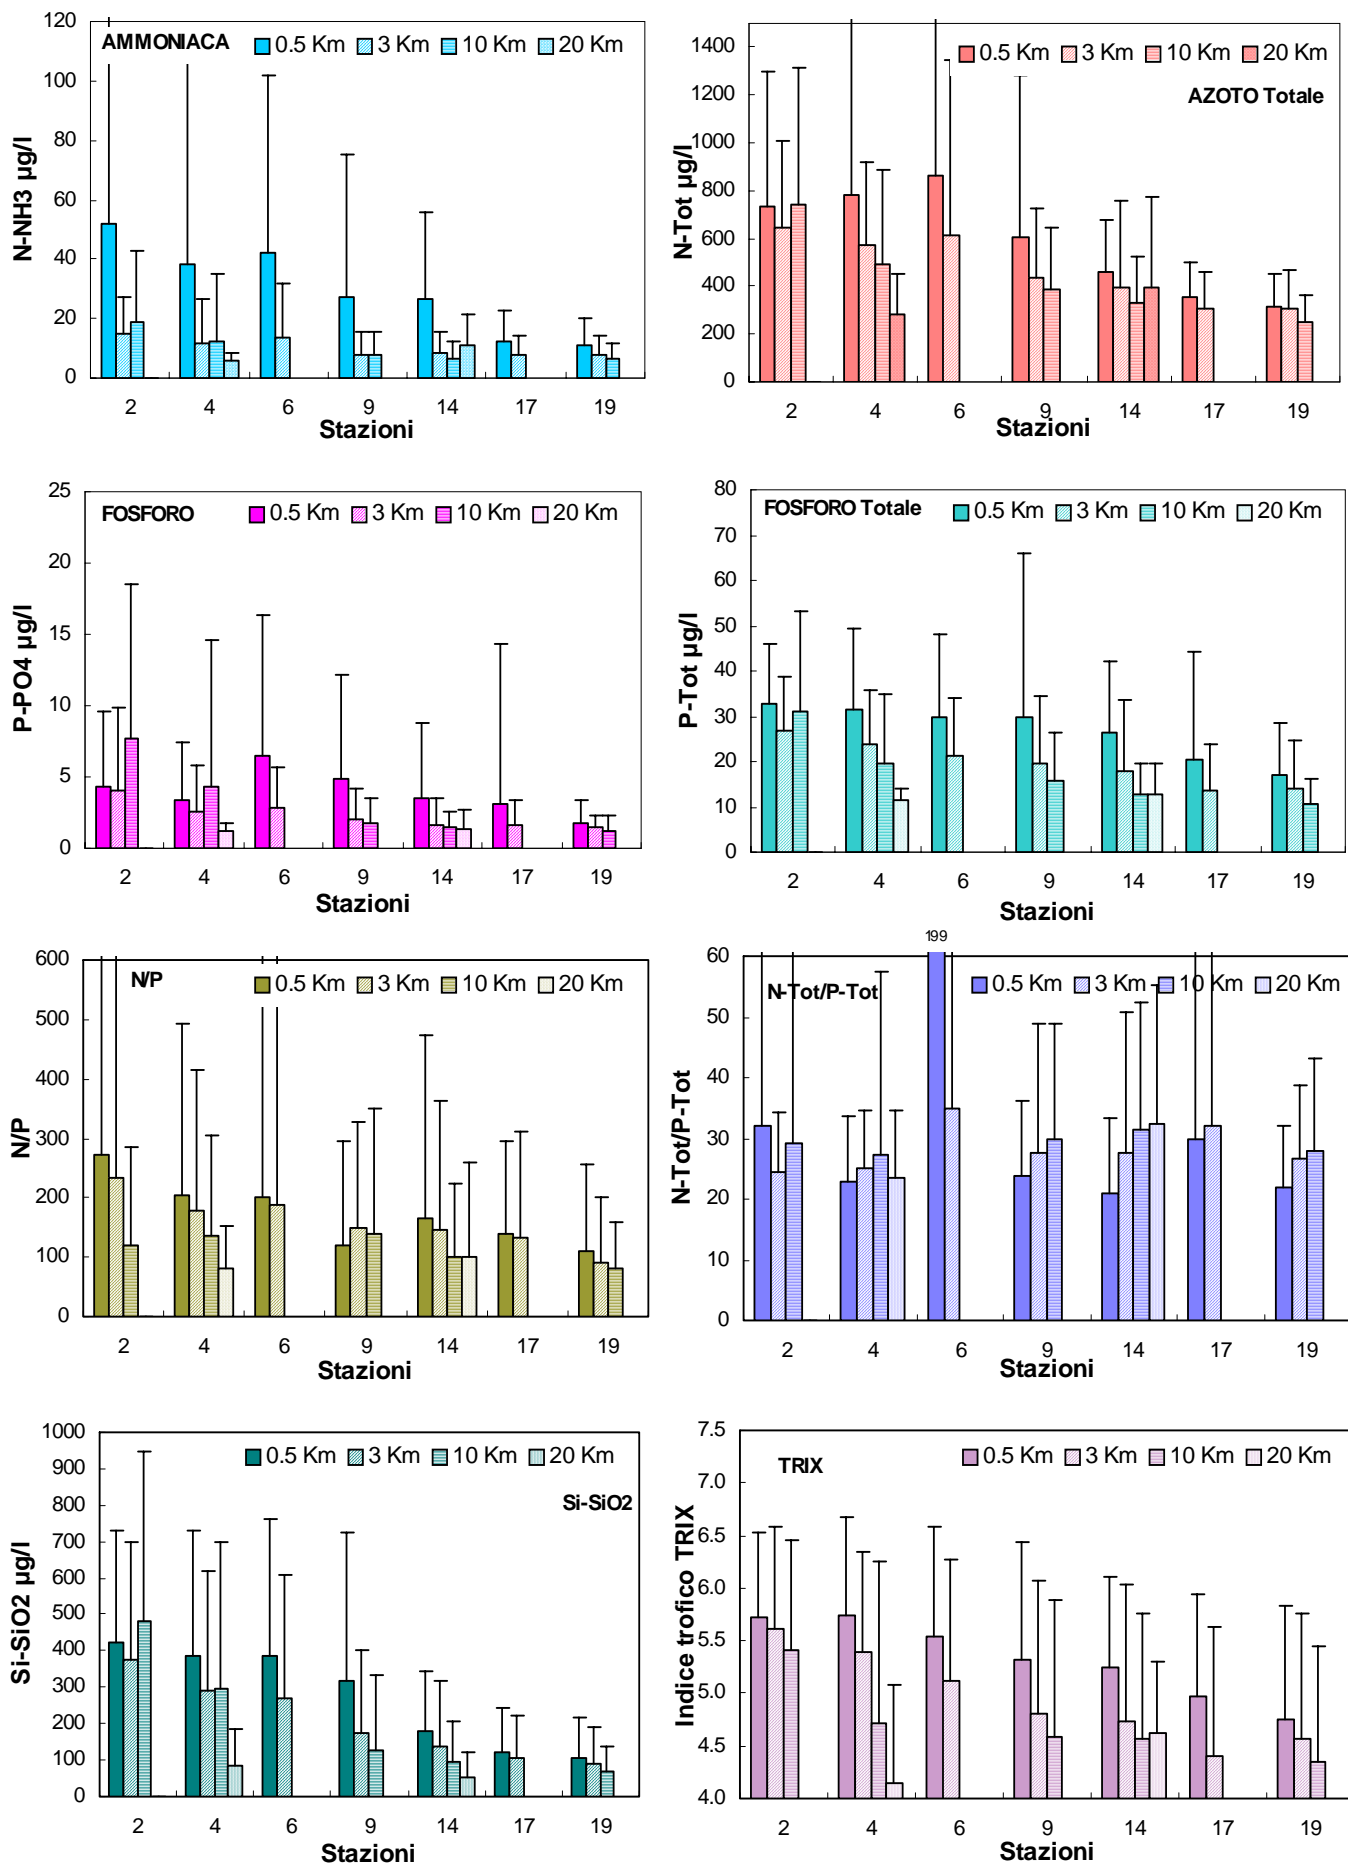 AMMONIACA
0.5 Km 3 Km 10 Km 20 Km
N-NH3 µg/l
120
100
80
60
40
20
0
2 4 6 9 14 17 19
Stazioni
0.5 Km 3 Km 10 Km 20 Km
AZOTO Totale
N-Tot µg/l
1400
1200
1000
800
600
400
200
0
2 4 6 9 14 17 19
Stazioni
FOSFORO
0.5 Km 3 Km 10 Km 20 Km
P-PO4 µg/l
25
20
15
10
5
0
2 4 6 9 14 17 19
Stazioni
FOSFORO Totale
0.5 Km 3 Km 10 Km 20 Km
P-Tot µg/l
80
70
60
50
40
30
20
10
0
2 4 6 9 14 17 19
Stazioni
N/P
0.5 Km 3 Km 10 Km 20 Km
N/P
600
500
400
300
200
100
0
2 4 6 9 14 17 19
Stazioni
199
N-Tot/P-Tot
0.5 Km 3 Km 10 Km 20 Km
N-Tot/P-Tot
60
50
40
30
20
10
0
2 4 6 9 14 17 19
Stazioni
0.5 Km 3 Km 10 Km 20 Km
Si-SiO2
Si-SiO2 µg/l
1000
900
800
700
600
500
400
300
200
100
0
2 4 6 9 14 17 19
Stazioni
TRIX
0.5 Km 3 Km 10 Km 20 Km
Indice trofico TRIX
7.5
7.0
6.5
6.0
5.5
5.0
4.5
4.0
2 4 6 9 14 17 19
Stazioni